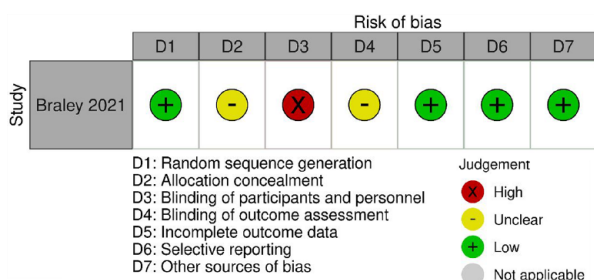 Risk of bias
D1 D2 D3 D4 D5 D6 D7
Study
Braley 2021 + - X - + + +
D1: Random sequence generation
D2: Allocation concealment
D3: Blinding of participants and personnel
D4: Blinding of outcome assessment
D5: Incomplete outcome data
D6: Selective reporting
D7: Other sources of bias
Judgement
X High
- Unclear
+ Low
Not applicable